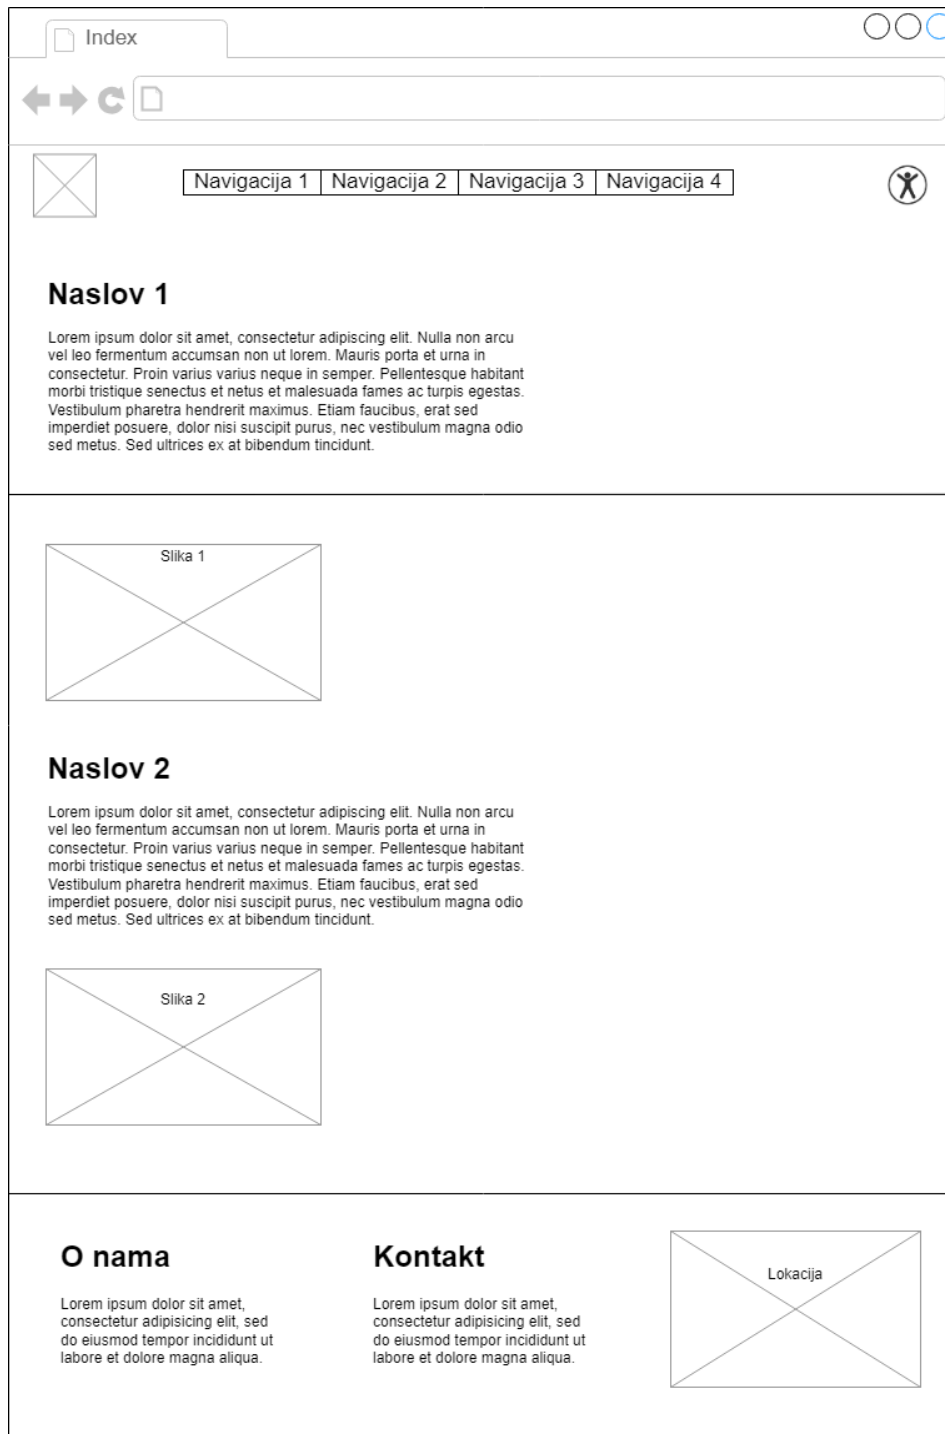 Index
Navigacija 1 Navigacija 2 Navigacija 3 Navigacija 4
Naslov 1
Lorem ipsum dolor sit amet, consectetur adipiscing elit. Nulla non arcu
vel leo fermentum accumsan non ut lorem. Mauris porta et urna in
consectetur. Proin varius varius neque in semper. Pellentesque habitant
morbi tristique senectus et netus et malesuada fames ac turpis egestas.
Vestibulum pharetra hendrerit maximus. Etiam faucibus, erat sed
imperdiet posuere, dolor nisi suscipit purus, nec vestibulum magna odio
sed metus. Sed ultrices ex at bibendum tincidunt.
Slika 1
Naslov 2
Lorem ipsum dolor sit amet, consectetur adipiscing elit. Nulla non arcu
vel leo fermentum accumsan non ut lorem. Mauris porta et urna in
consectetur. Proin varius varius neque in semper. Pellentesque habitant
morbi tristique senectus et netus et malesuada fames ac turpis egestas.
Vestibulum pharetra hendrerit maximus. Etiam faucibus, erat sed
imperdiet posuere, dolor nisi suscipit purus, nec vestibulum magna odio
sed metus. Sed ultrices ex at bibendum tincidunt.
Slika 2
O nama
Lorem ipsum dolor sit amet,
consectetur adipisicing elit, sed
do eiusmod tempor incididunt ut
labore et dolore magna aliqua.
Kontakt
Lorem ipsum dolor sit amet,
consectetur adipisicing elit, sed
do eiusmod tempor incididunt ut
labore et dolore magna aliqua.
Lokacija